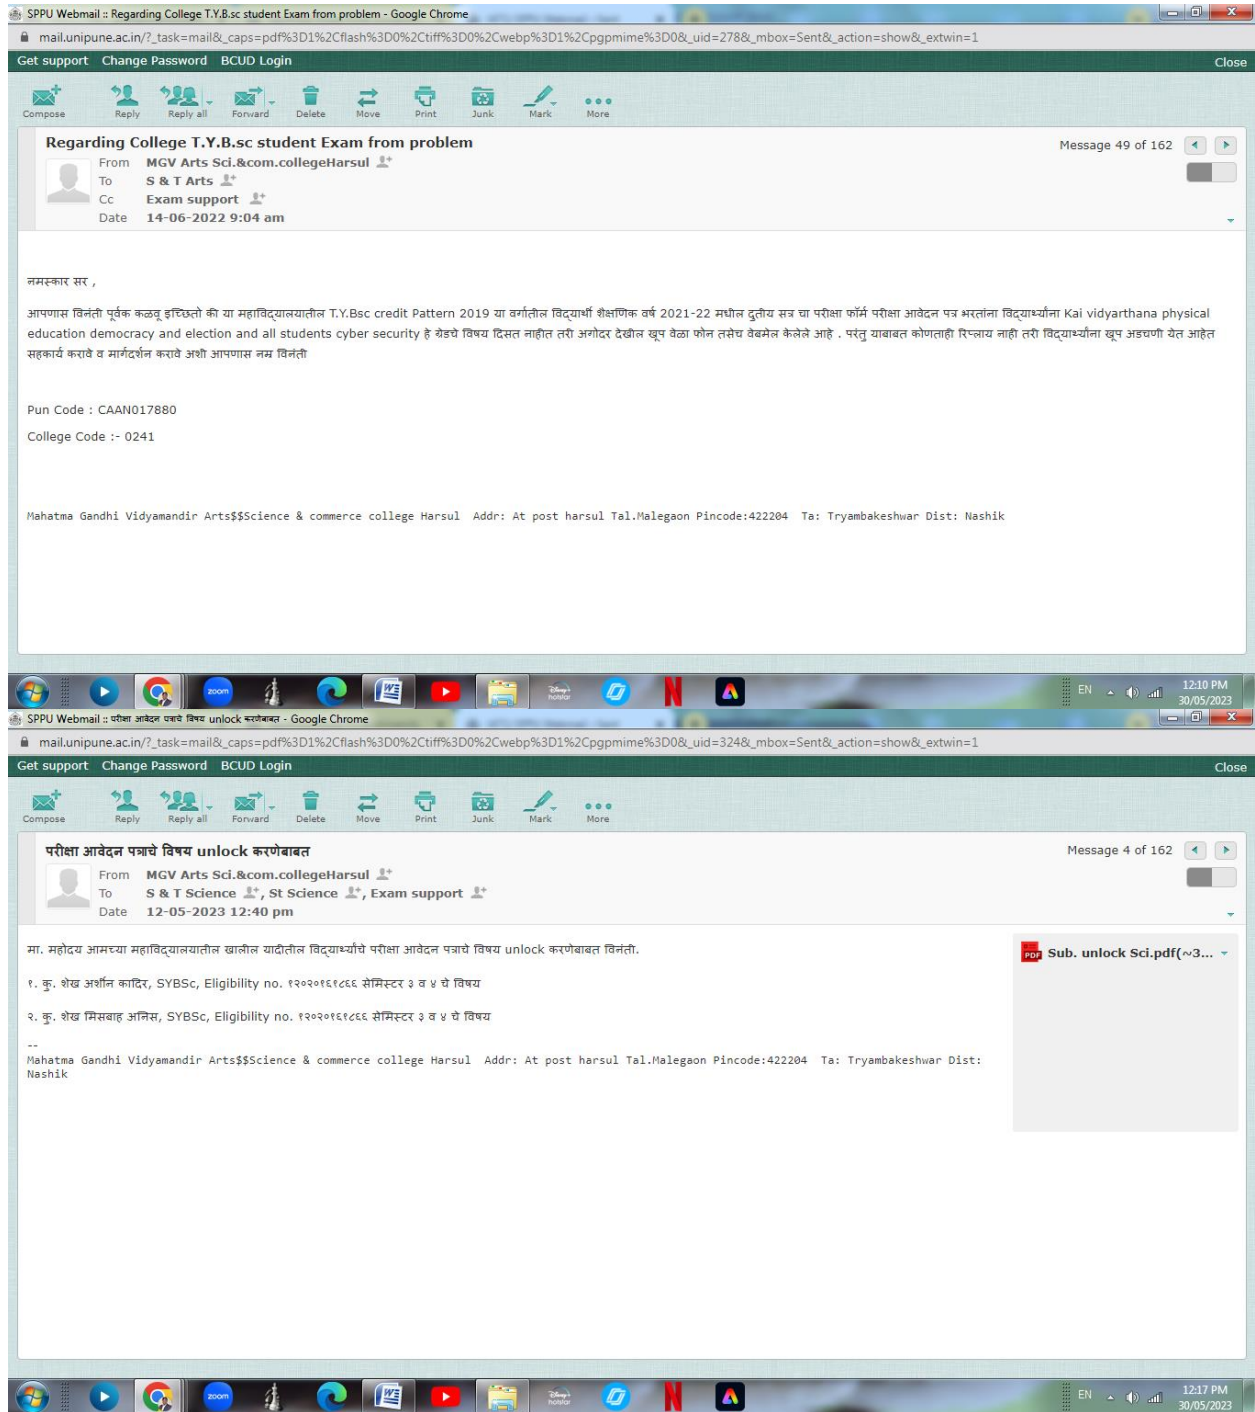 SPPU Webmail :: Regarding College T.Y.B.sc student Exam from problem - Google Chrome
mail.unipune.ac.in/?_task=mail&_caps=pdf%3D1%2Cflash%3D0%2Ctiff%3D0%2Cwebp%3D1%2Cpgpmime%3D0&_uid=278&_mbox=Sent&_action=show&_extwin=1
Get support Change Password BCUD Login Close
Compose Reply Reply all Forward Delete Move Print Junk Mark More
Regarding College T.Y.B.sc student Exam from problem Message 49 of 162
From MGV Arts Sci.&com.collegeHarsul
To S & T Arts
Cc Exam support
Date 14-06-2022 9:04 am
नमस्कार सर ,
आपणास विनंती पूर्वक कळवू इच्छितो की या महाविद्यालयातील T.Y.Bsc credit Pattern 2019 या वर्गातील विद्यार्थी शैक्षणिक वर्ष 2021-22 मधील दुतीय सत्र चा परीक्षा फॉर्म परीक्षा आवेदन पत्र भरतांना विद्यार्थ्यांना Kai vidyarthana physical
education democracy and election and all students cyber security हे ग्रेडचे विषय दिसत नाहीत तरी अगोदर देखील खूप वेळा फोन तसेच वेबमेल केलेले आहे . परंतु याबाबत कोणताही रिप्लाय नाही तरी विद्यार्थ्यांना खूप अडचणी येत आहेत
सहकार्य करावे व मार्गदर्शन करावे अशी आपणास नम्र विनंती
Pun Code : CAAN017880
College Code :- 0241
Mahatma Gandhi Vidyamandir Arts$$Science & commerce college Harsul Addr: At post harsul Tal.Malegaon Pincode:422204 Ta: Tryambakeshwar Dist: Nashik
zoom Disney+ hotstar EN 12:10 PM
30/05/2023
SPPU Webmail :: परीक्षा आवेदन पत्राचे विषय unlock करणेबाबत - Google Chrome
mail.unipune.ac.in/?_task=mail&_caps=pdf%3D1%2Cflash%3D0%2Ctiff%3D0%2Cwebp%3D1%2Cpgpmime%3D0&_uid=324&_mbox=Sent&_action=show&_extwin=1
Get support Change Password BCUD Login Close
Compose Reply Reply all Forward Delete Move Print Junk Mark More
परीक्षा आवेदन पत्राचे विषय unlock करणेबाबत Message 4 of 162
From MGV Arts Sci.&com.collegeHarsul
To S & T Science , St Science , Exam support
Date 12-05-2023 12:40 pm
मा. महोदय आमच्या महाविद्यालयातील खालील यादीतील विद्यार्थ्यांचे परीक्षा आवेदन पत्राचे विषय unlock करणेबाबत विनंती.
PDF Sub. unlock Sci.pdf(~3...
१. कु. शेख अर्शीन कादिर, SYBSc, Eligibility no. १२०२०१६१८६६ सेमिस्टर ३ व ४ चे विषय
२. कु. शेख मिसबाह अनिस, SYBSc, Eligibility no. १२०२०१६१८६६ सेमिस्टर ३ व ४ चे विषय
--
Mahatma Gandhi Vidyamandir Arts$$Science & commerce college Harsul Addr: At post harsul Tal.Malegaon Pincode:422204 Ta: Tryambakeshwar Dist:
Nashik
zoom Disney+ hotstar EN 12:17 PM
30/05/2023